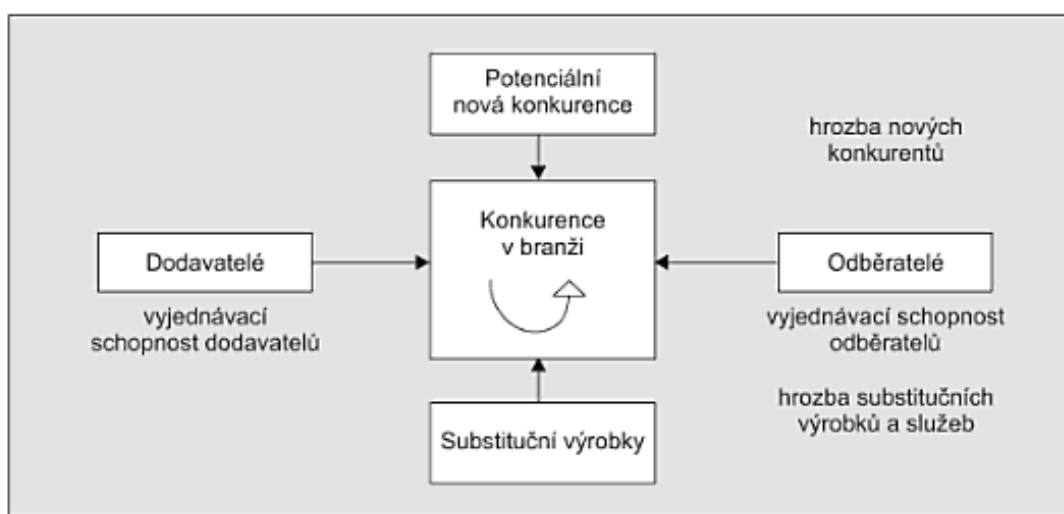 Potenciální
nová konkurence
hrozba nových
konkurentů
Konkurence
v branži
Dodavatelé
Odběratelé
vyjednávací
schopnost dodavatelů
vyjednávací schopnost
odběratelů
hrozba substitučních
výrobků a služeb
Substituční výrobky